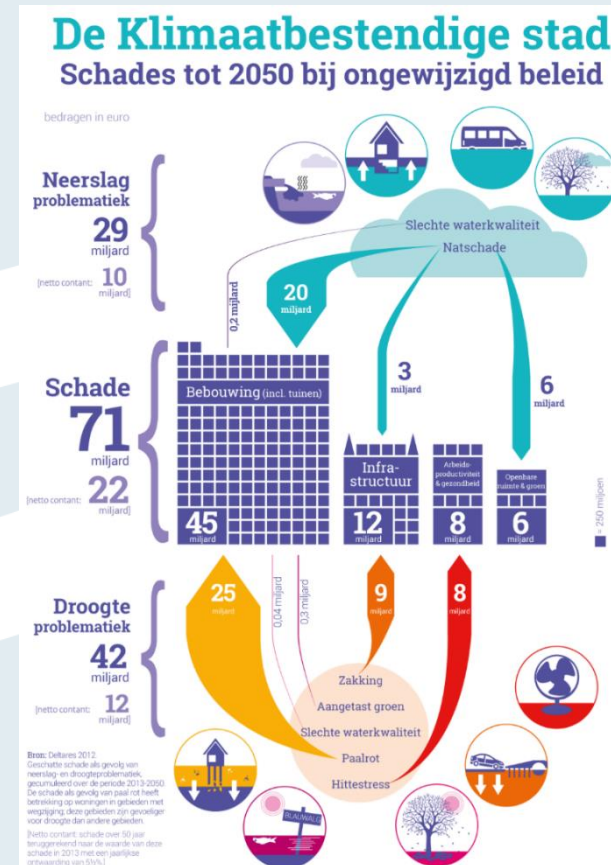 De Klimaatbestendige stad
Schades tot 2050 bij ongewijzigd beleid
bedragen in euro
Neerslag
problematiek
29
miljard
[netto contant: 10
miljard]
Slechte waterkwaliteit
Natschade
0,2 miljard
20
miljard
3
miljard
6
miljard
Schade
71
miljard
[netto contant: 22
miljard]
Bebouwing (incl. tuinen)
45
miljard
Infra-
structuur
12
miljard
Arbeids-
productiviteit
& gezondheid
8
miljard
Openbare
ruimte & groen
6
miljard
= 250 miljoen
Droogte
problematiek
42
miljard
[netto contant: 12
miljard]
25
miljard
0,04 miljard
0,3 miljard
9
miljard
8
miljard
Zakking
Aangetast groen
Slechte waterkwaliteit
Paalrot
Hittestress
BLAUWALG
Bron: Deltares 2012
Geschatte schade als gevolg van
neerslag- en droogteproblematiek,
gecumuleerd over de periode 2013-2050.
De schade als gevolg van paal rot heeft
betrekking op woningen in gebieden met
wegzijging; deze gebieden zijn gevoeliger
voor droogte dan andere gebieden.
[Netto contant: schade over 50 jaar
teruggerekend naar de waarde van deze
schade in 2013 met een jaarlijkse
ontwaarding van 5½%.]